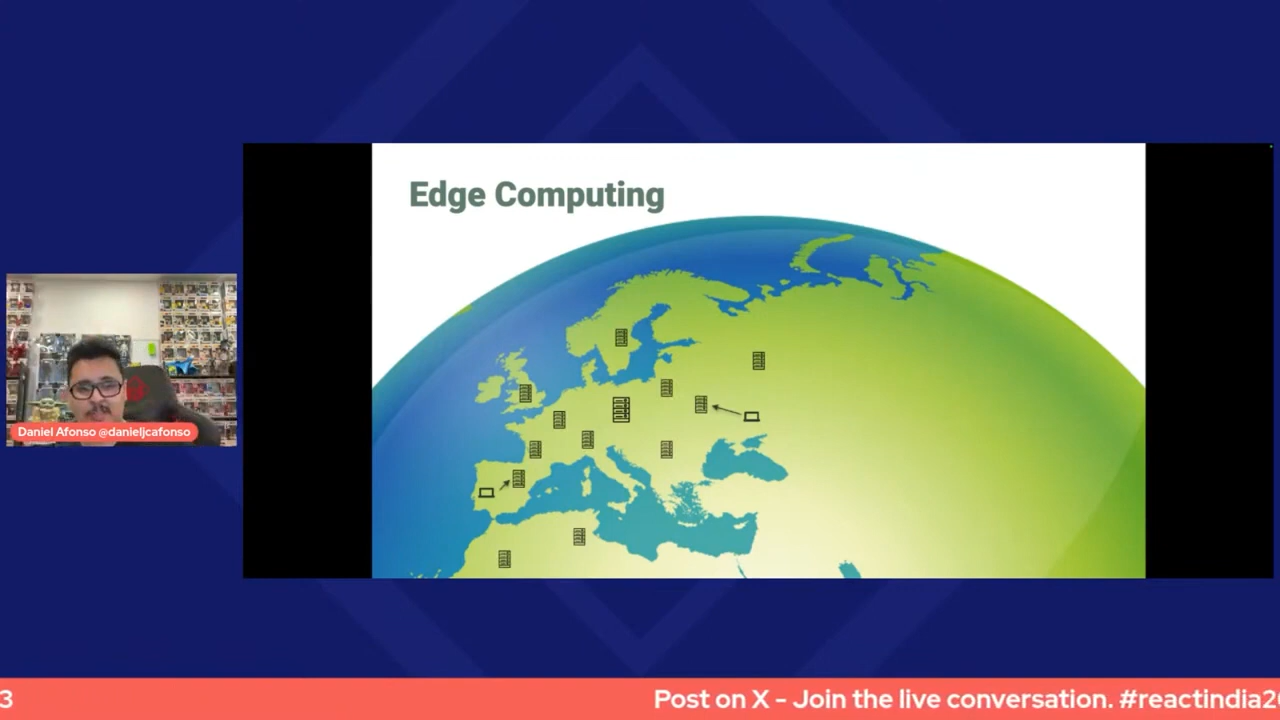 Edge Computing
Daniel Afonso @danieljcafonso
3
Post on X - Join the live conversation. #reactindia2